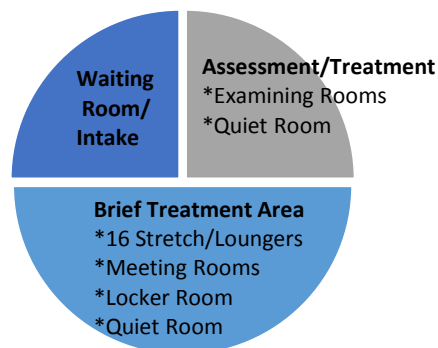 Waiting
Room/
Intake
Assessment/Treatment
*Examining Rooms
*Quiet Room
Brief Treatment Area
*16 Stretch/Loungers
*Meeting Rooms
*Locker Room
*Quiet Room